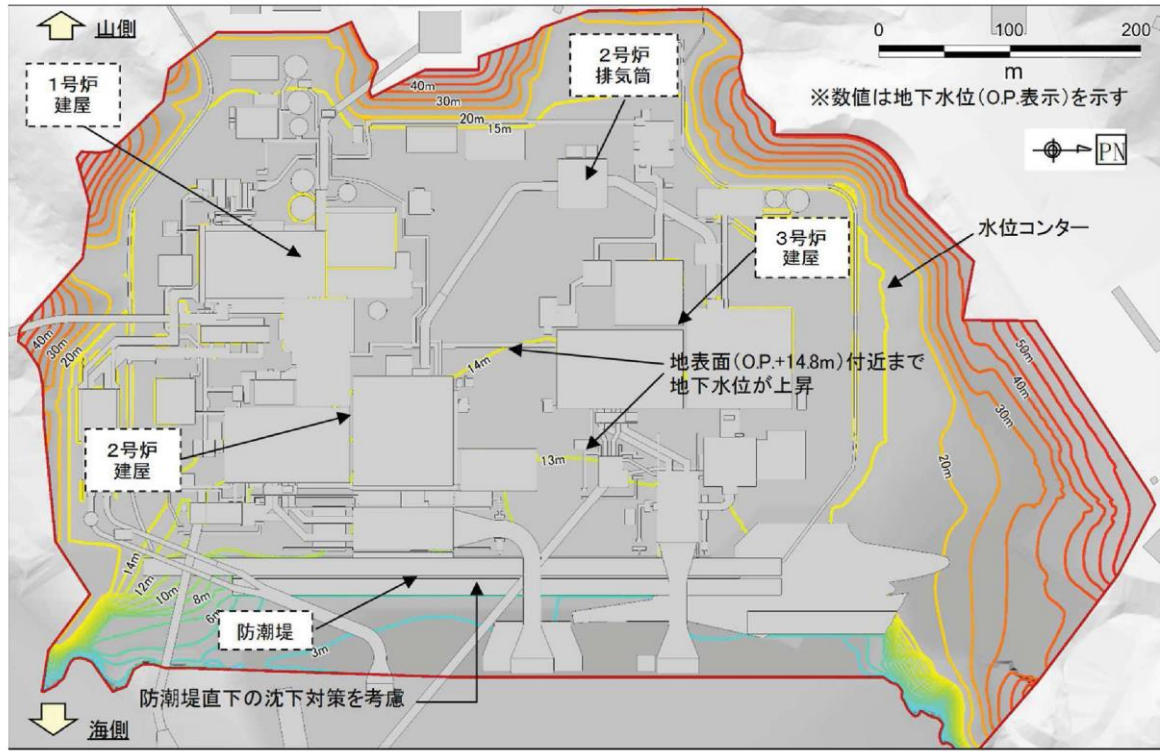 山側
0 100 200
m
※数値は地下水位(O.P.表示)を示す
PN
1号炉
建屋
2号炉
排気筒
40m
30m
20m
15m
3号炉
建屋
水位コンター
40m
30m
20m
14m
地表面(O.P.+14.8m)付近まで
地下水位が上昇
50m
40m
30m
20m
2号炉
建屋
13m
14m
12m
10m
8m
6m
3m
防潮堤
防潮堤直下の沈下対策を考慮
海側